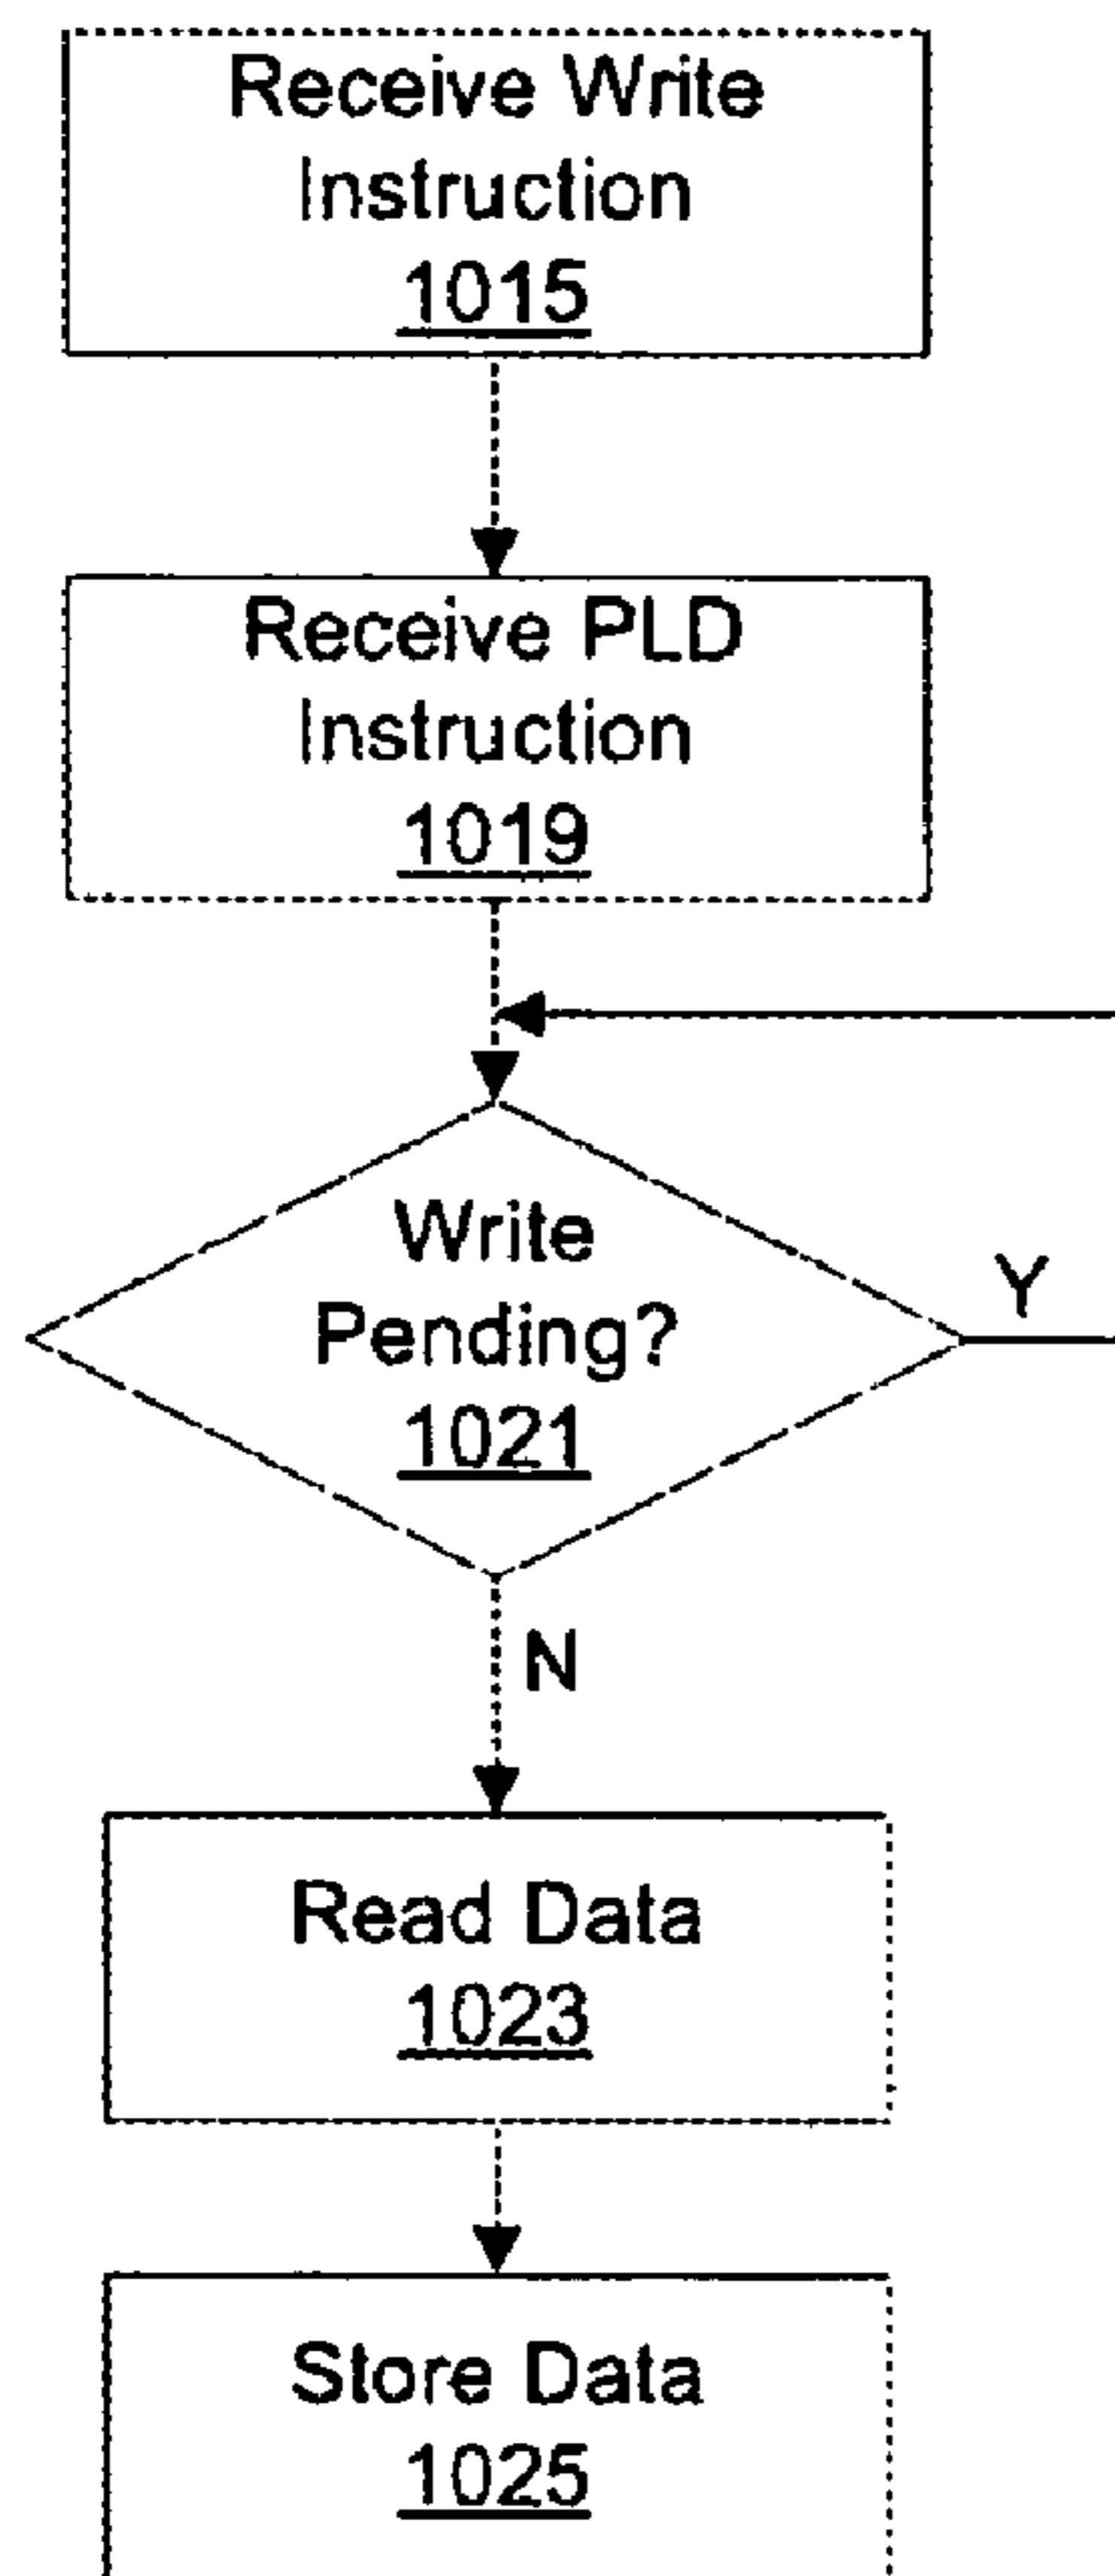 Receive Write
Instruction
1015
Receive PLD
Instruction
1019
Write
Pending?
1021
Y
N
Read Data
1023
Store Data
1025